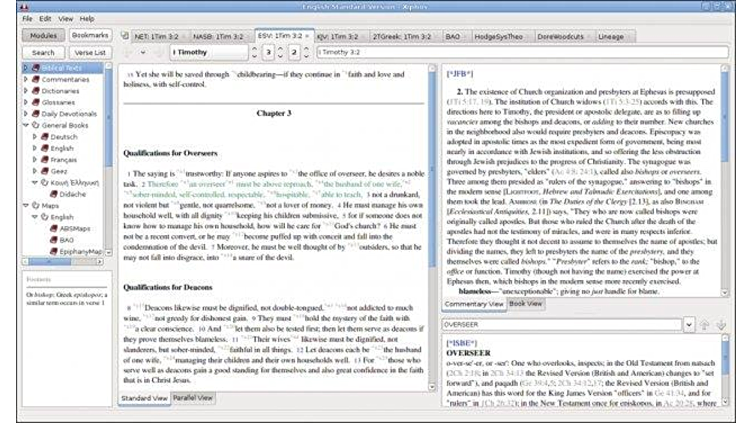 English Standard Version - Xiphos
File Edit View Help
Modules Bookmarks
NET: 1Tim 3:2
NASB: 1Tim 3:2
ESV: 1Tim 3:2
KJV: 1Tim 3:2
2TGreek: 1Tim 3:2
BAO
HodgeSysTheo
DoreWoodcuts
Lineage
Search Verse List
I Timothy 3 2 I Timothy 3:2
Biblical Texts
Commentaries
Dictionaries
Glossaries
Daily Devotionals
General Books
Deutsch
English
Français
Geez
Κοινὴ Ἑλληνική
Didache
Maps
English
ABSMaps
BAO
EpiphanyMap
Footnotes
Or bishop; Greek episkopos; a
similar term occurs in verse 1
15 Yet she will be saved through childbearing—if they continue in faith and love and
holiness, with self-control.
Chapter 3
Qualifications for Overseers
1 The saying is trustworthy: If anyone aspires to the office of overseer, he desires a noble
task. 2 Therefore an overseer must be above reproach, the husband of one wife,
sober-minded, self-controlled, respectable, hospitable, able to teach, 3 not a drunkard,
not violent but gentle, not quarrelsome, not a lover of money. 4 He must manage his own
household well, with all dignity keeping his children submissive, 5 for if someone does not
know how to manage his own household, how will he care for God's church? 6 He must
not be a recent convert, or he may become puffed up with conceit and fall into the
condemnation of the devil. 7 Moreover, he must be well thought of by outsiders, so that he
may not fall into disgrace, into a snare of the devil.
Qualifications for Deacons
8 Deacons likewise must be dignified, not double-tongued, not addicted to much
wine, not greedy for dishonest gain. 9 They must hold the mystery of the faith with
a clear conscience. 10 And let them also be tested first; then let them serve as deacons if
they prove themselves blameless. 11 Their wives likewise must be dignified, not
slanderers, but sober-minded, faithful in all things. 12 Let deacons each be the husband
of one wife, managing their children and their own households well. 13 For those who
serve well as deacons gain a good standing for themselves and also great confidence in the faith
that is in Christ Jesus.
Standard View Parallel View
[*JFB*]
2. The existence of Church organization and presbyters at Ephesus is presupposed
(1Ti 5:17, 19). The institution of Church widows (1Ti 5:3-25) accords with this. The
directions here to Timothy, the president or apostolic delegate, are as to filling up
vacancies among the bishops and deacons, or adding to their number. New churches
in the neighborhood also would require presbyters and deacons. Episcopacy was
adopted in apostolic times as the most expedient form of government, being most
nearly in accordance with Jewish institutions, and so offering the less obstruction
through Jewish prejudices to the progress of Christianity. The synagogue was
governed by presbyters, "elders" (Ac 4:8; 24:1), called also bishops or overseers.
Three among them presided as "rulers of the synagogue," answering to "bishops" in
the modern sense [LIGHTFOOT, Hebrew and Talmudic Exercitations], and one among
them took the lead. AMBROSE (in The Duties of the Clergy [2.13], as also BINGHAM
[Ecclesiastical Antiquities, 2.11]) says, "They who are now called bishops were
originally called apostles. But those who ruled the Church after the death of the
apostles had not the testimony of miracles, and were in many respects inferior.
Therefore they thought it not decent to assume to themselves the name of apostles; but
dividing the names, they left to presbyters the name of the presbytery, and they
themselves were called bishops." "Presbyter" refers to the rank; "bishop," to the
office or function. Timothy (though not having the name) exercised the power at
Ephesus then, which bishops in the modern sense more recently exercised.
blameless—"unexceptionable"; giving no just handle for blame.
Commentary View Book View
OVERSEER
[*ISBE*]
OVERSEER
o-ver-se'-er, or -ser': One who overlooks, inspects; in the Old Testament from natsach
(2Ch 2:18; in 2Ch 34:13 the Revised Version (British and American) changes to "set
forward"), and paqadh (Ge 39:4,5; 2Ch 34:12,17; the Revised Version (British and
American) has this word for the King James Version "officers" in Ge 41:34, and for
"rulers" in 1Ch 26:32); in the New Testament once for episkopos, in Ac 20:28, where